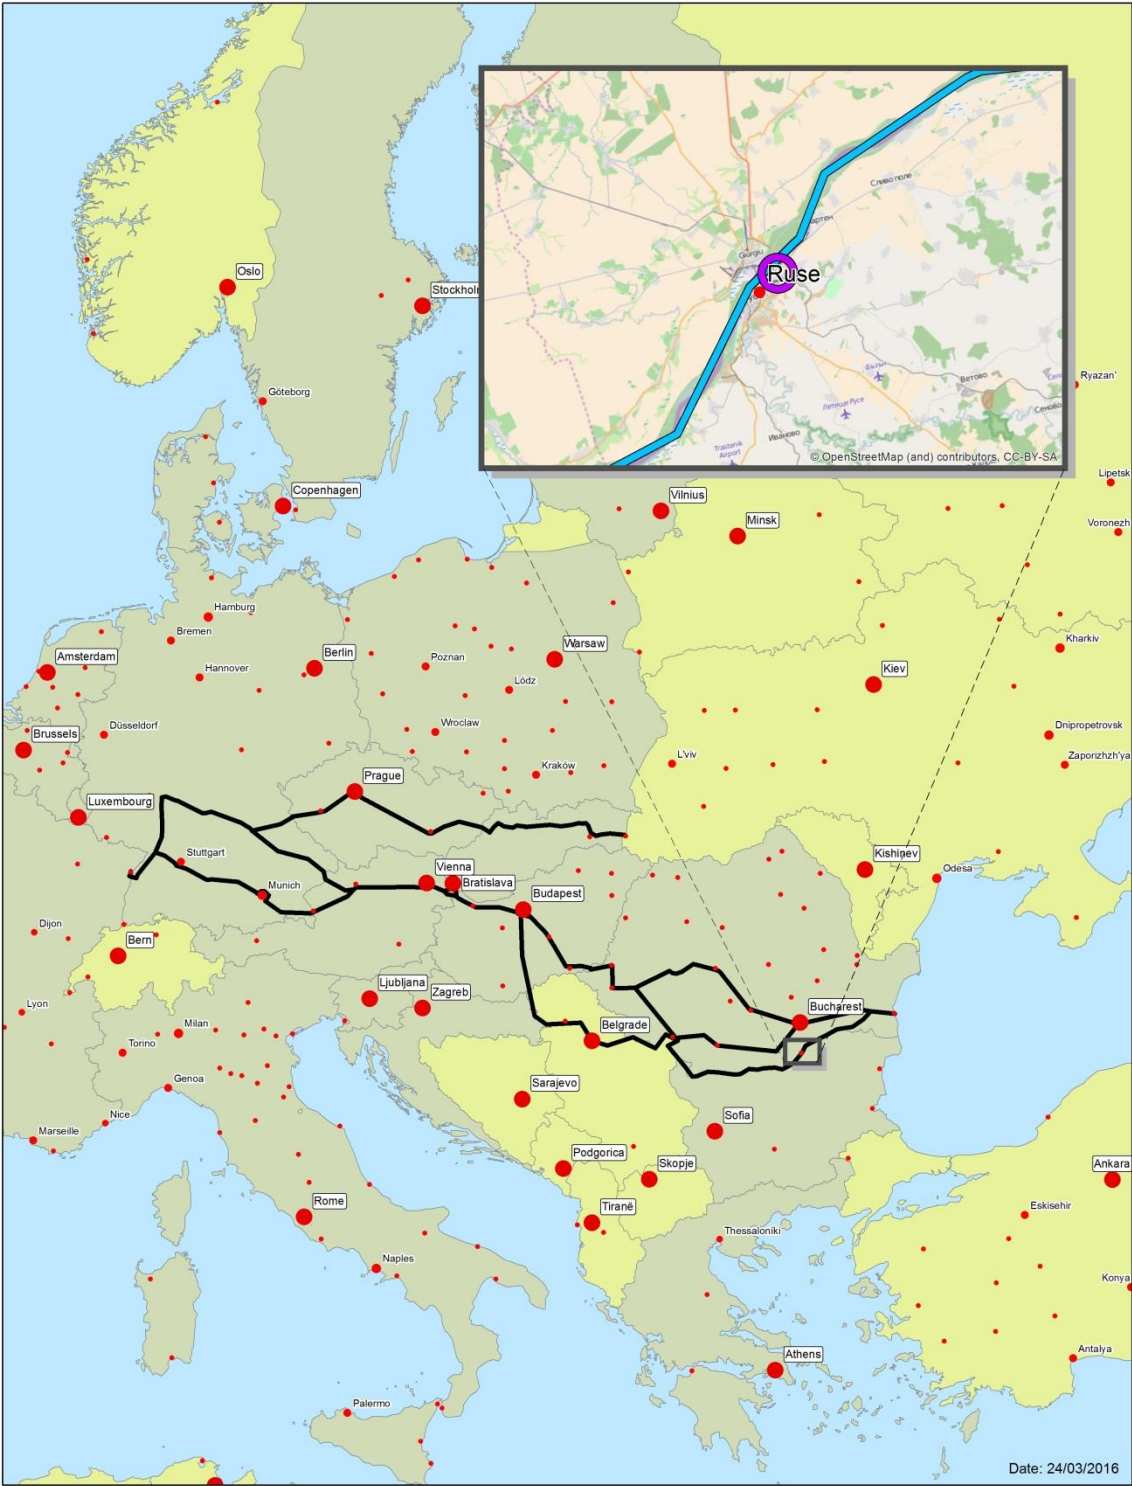 Oslo
Stockholm
Göteborg
Copenhagen
Ruse
Giurgiu
Сливо поле
Ветово
Сеново
Иваново
Летище Русе
Trastenik
Airport
© OpenStreetMap (and) contributors, CC-BY-SA
Ryazan'
Lipetsk
Voronezh
Vilnius
Minsk
Hamburg
Bremen
Amsterdam
Hannover
Berlin
Poznan
Warsaw
Lódz
Kiev
Kharkiv
Brussels
Düsseldorf
Wroclaw
Kraków
L'viv
Dnipropetrovsk
Zaporizhzh'ya
Prague
Luxembourg
Stuttgart
Munich
Vienna
Bratislava
Budapest
Kishinev
Odesa
Dijon
Bern
Lyon
Ljubljana
Zagreb
Milan
Torino
Genoa
Belgrade
Bucharest
Nice
Marseille
Sarajevo
Sofia
Podgorica
Skopje
Tiranë
Rome
Naples
Thessaloniki
Ankara
Eskisehir
Konya
Antalya
Athens
Palermo
Date: 24/03/2016